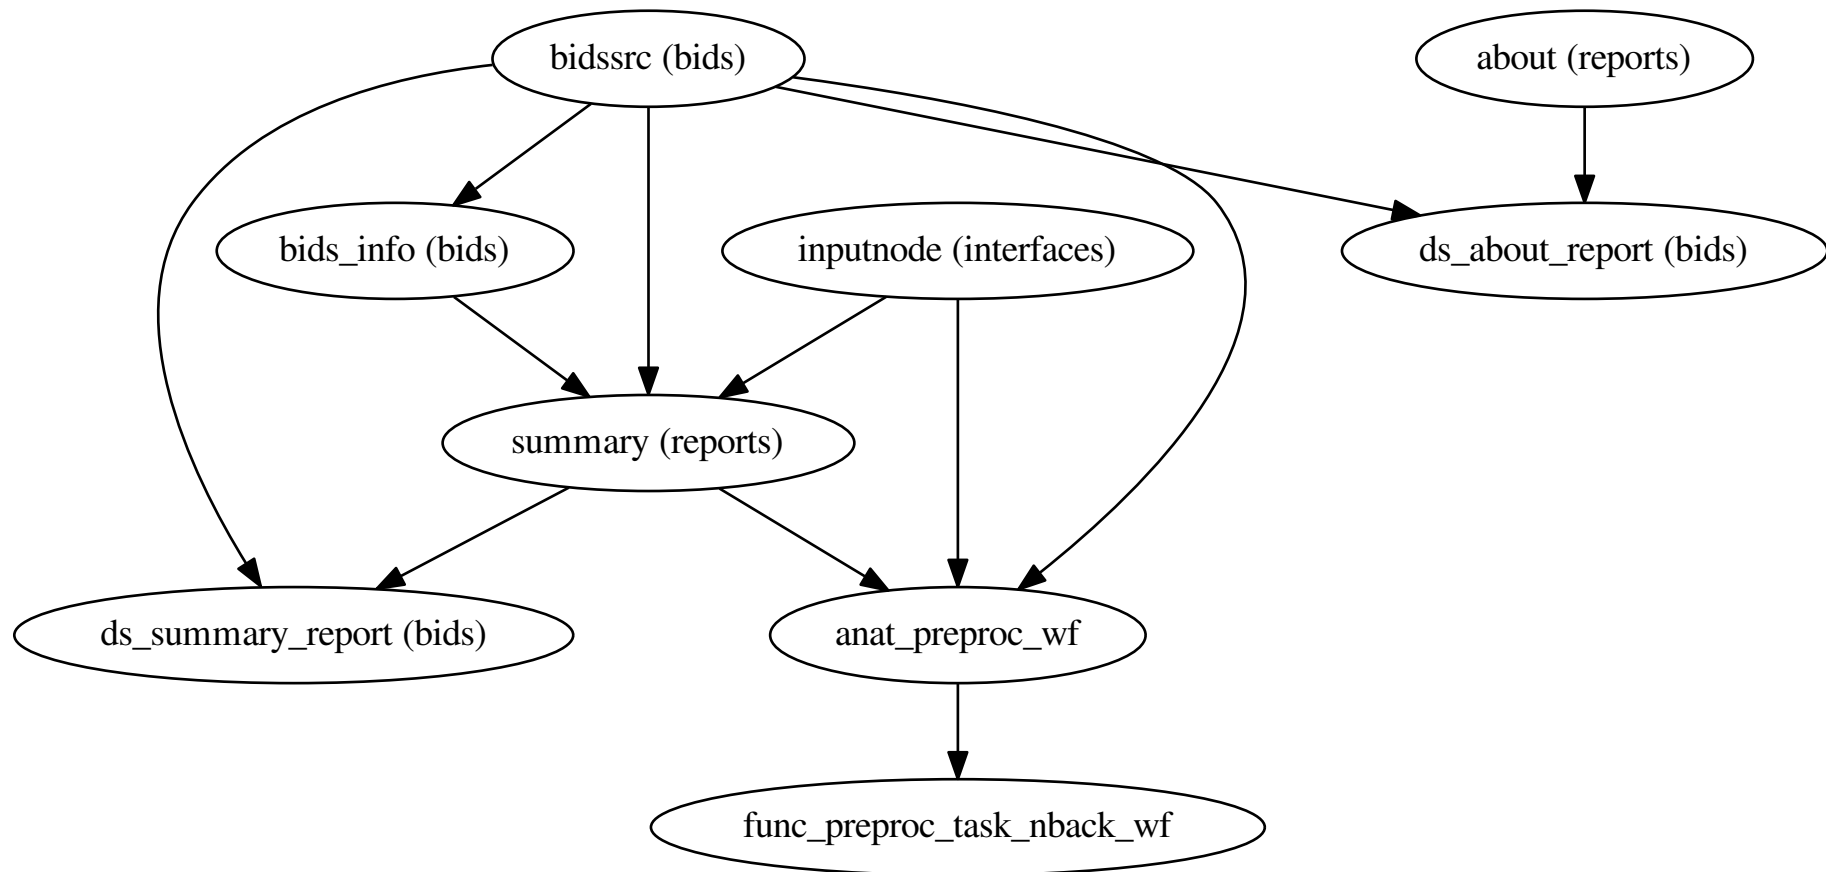 bidssrc (bids)
about (reports)
bids_info (bids)
inputnode (interfaces)
ds_about_report (bids)
summary (reports)
ds_summary_report (bids)
anat_preproc_wf
func_preproc_task_nback_wf